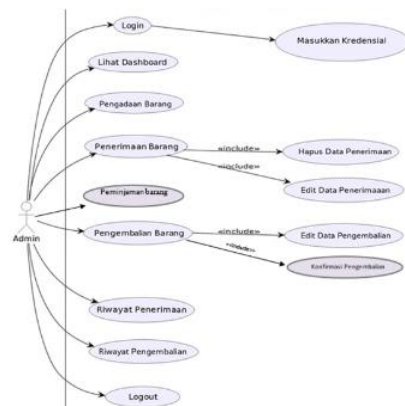 Login
Masukkan Kredensial
Lihat Dashboard
Pengadaan Barang
Penerimaan Barang
«include»
Hapus Data Penerimaan
«include»
Edit Data Penerimaaan
Peminjaman barang
Admin
Pengembalian Barang
«include»
Edit Data Pengembalian
«include»
Konfirmasi Pengembalian
Riwayat Penerimaan
Riwayat Pengembalian
Logout